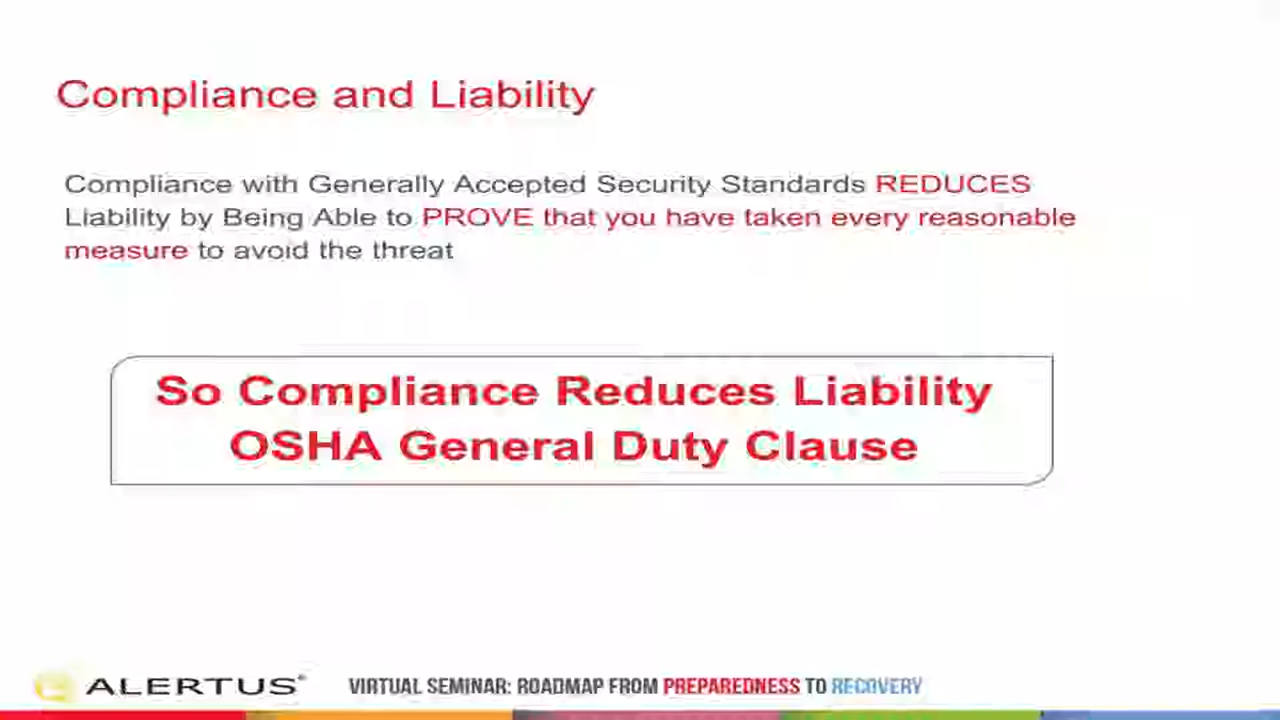 Compliance and Liability
Compliance with Generally Accepted Security Standards REDUCES
Liability by Being Able to PROVE that you have taken every reasonable
measure to avoid the threat
So Compliance Reduces Liability
OSHA General Duty Clause
ALERTUS®
VIRTUAL SEMINAR: ROADMAP FROM PREPAREDNESS TO RECOVERY